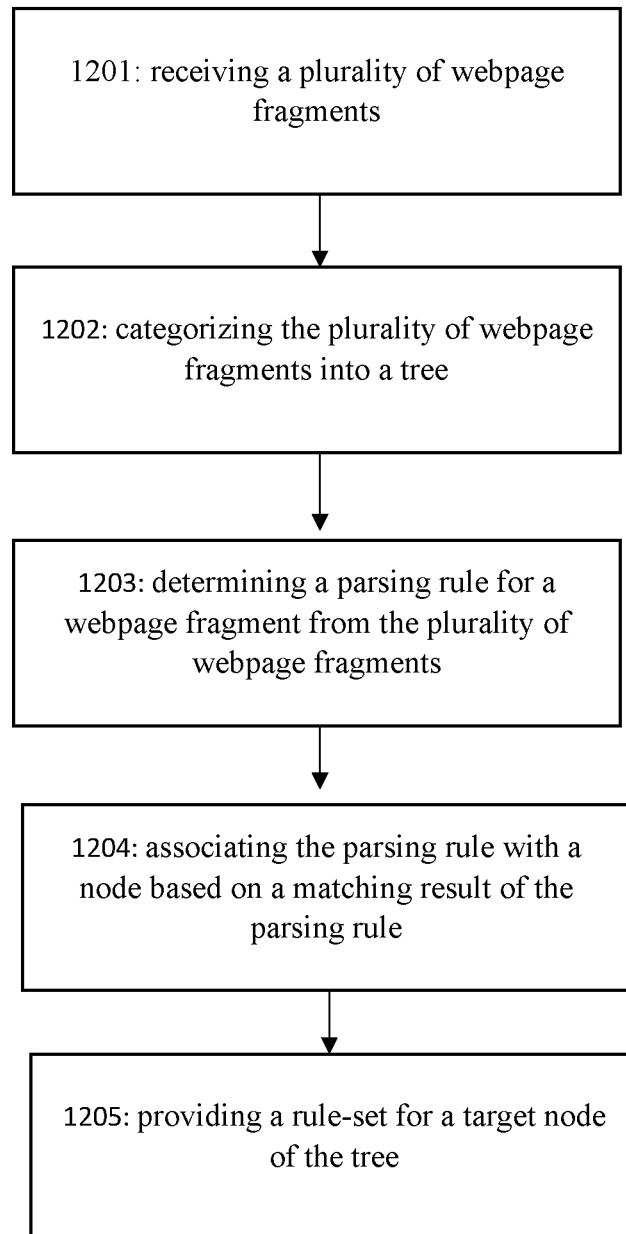 1201: receiving a plurality of webpage
fragments
1202: categorizing the plurality of webpage
fragments into a tree
1203: determining a parsing rule for a
webpage fragment from the plurality of
webpage fragments
1204: associating the parsing rule with a
node based on a matching result of the
parsing rule
1205: providing a rule-set for a target node
of the tree